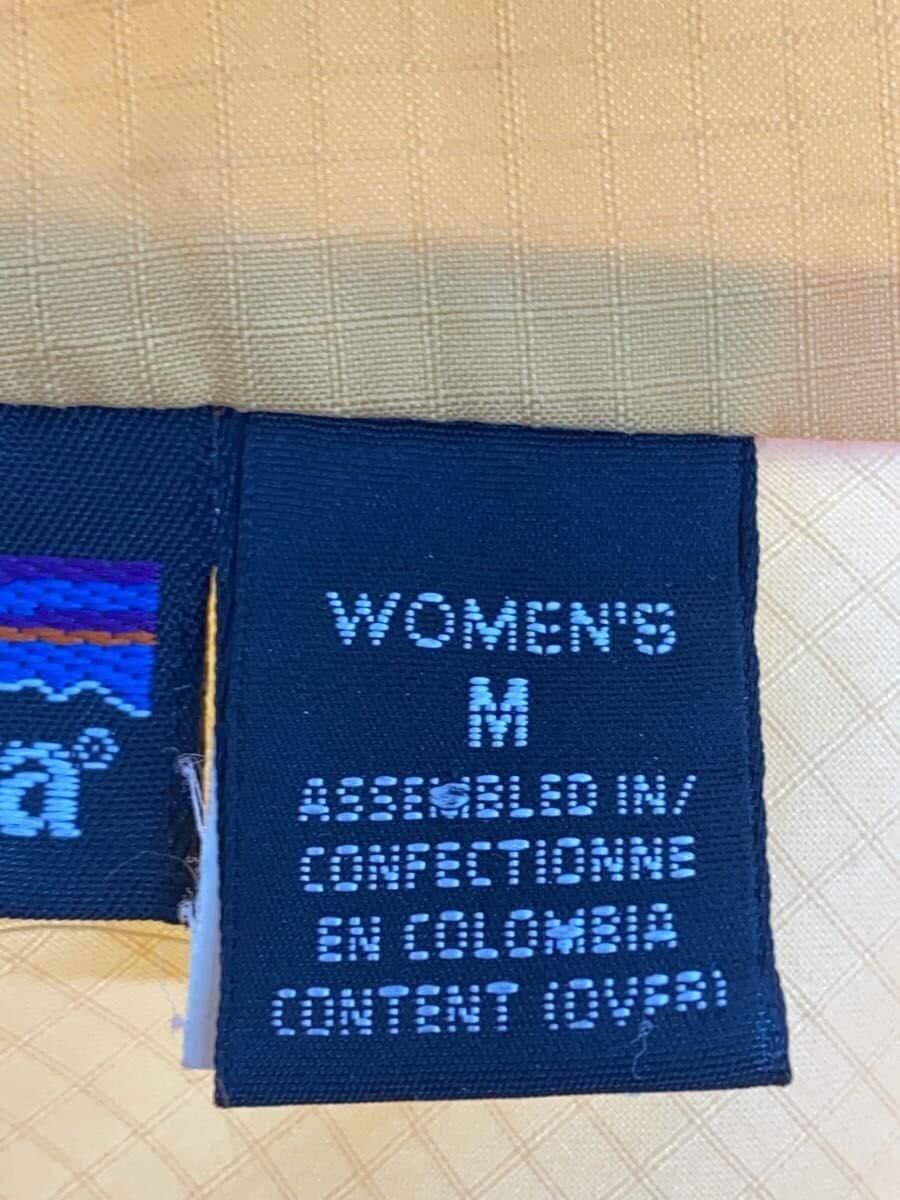 a®
WOMEN'S
M
ASSEMBLED IN/
CONFECTIONNE
EN COLOMBIA
CONTENT (OVER)